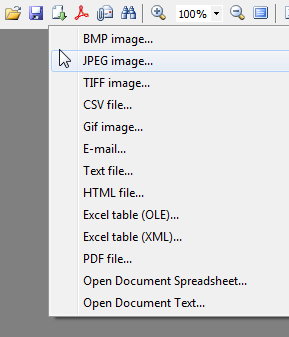 100%
BMP image...
JPEG image...
TIFF image...
CSV file...
Gif image...
E-mail...
Text file...
HTML file...
Excel table (OLE)...
Excel table (XML)...
PDF file...
Open Document Spreadsheet...
Open Document Text...